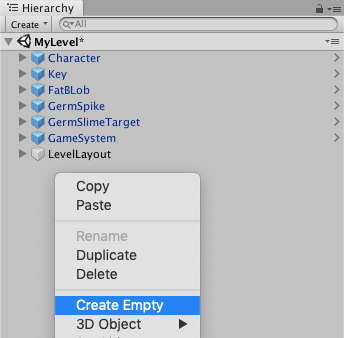 Hierarchy
Create
All
MyLevel*
Character
Key
FatBLob
GermSpike
GermSlimeTarget
GameSystem
LevelLayout
Copy
Paste
Rename
Duplicate
Delete
Create Empty
3D Object